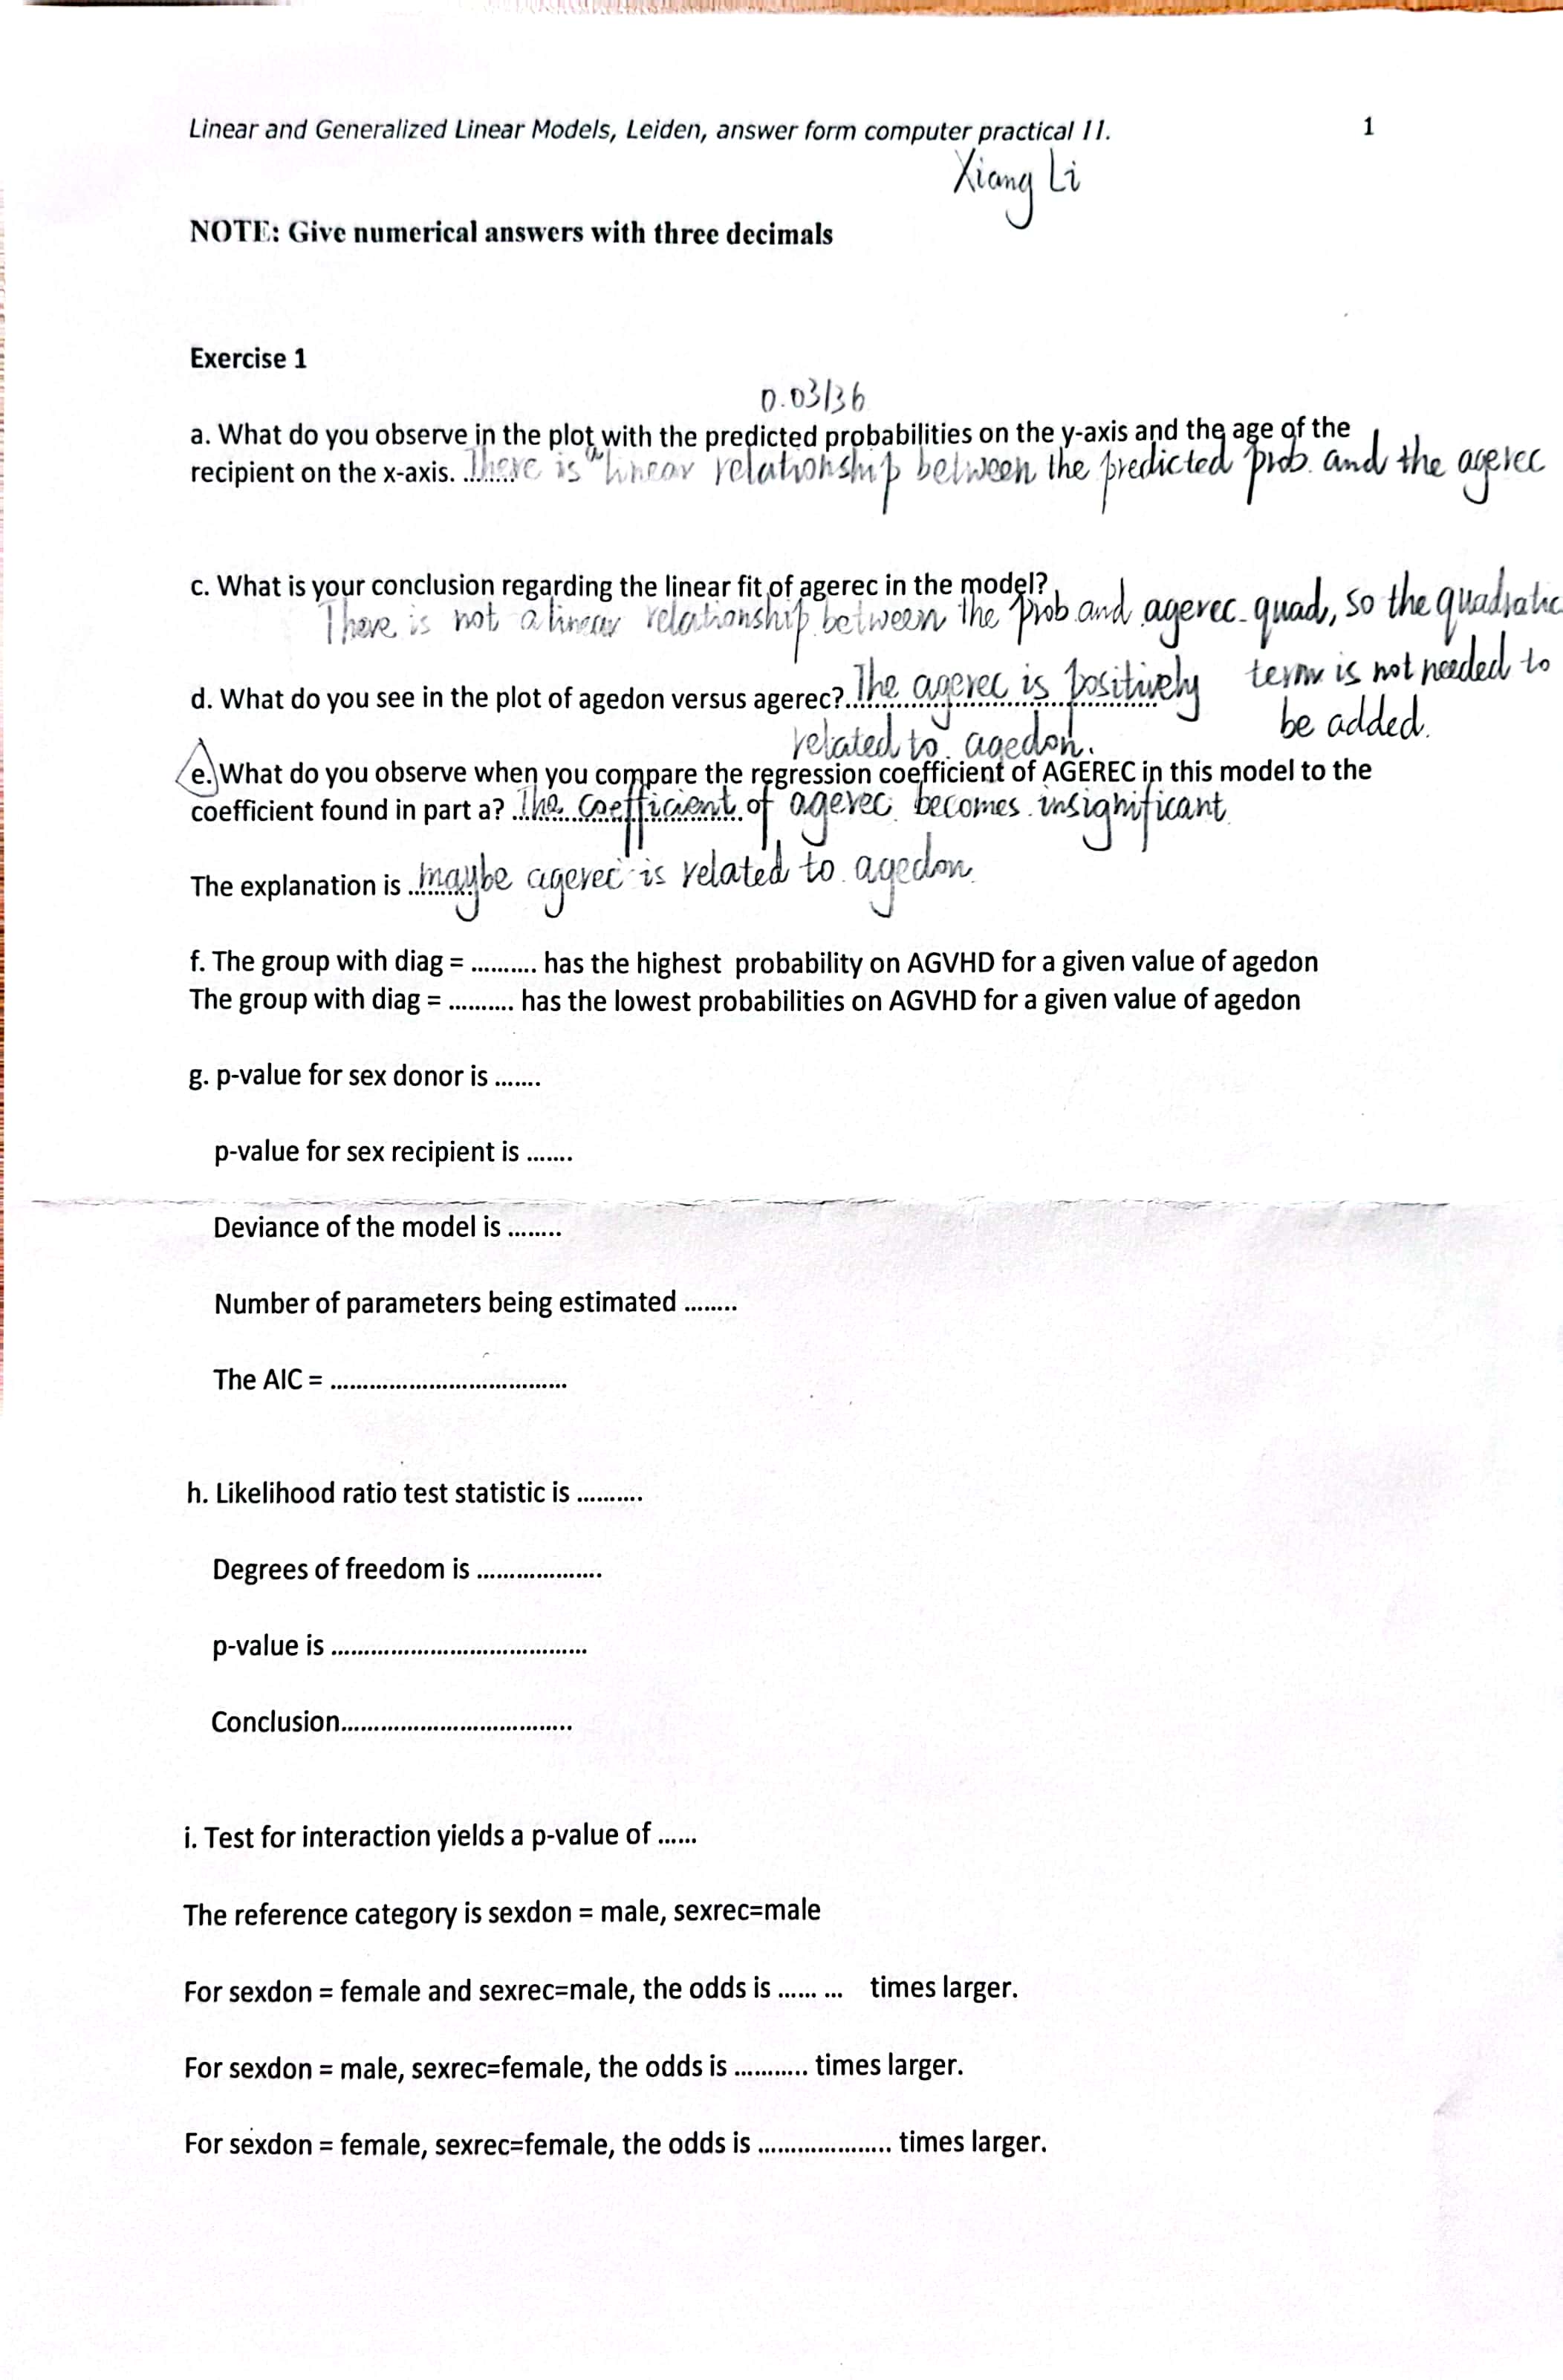 Linear and Generalized Linear Models, Leiden, answer form computer practical II. 1
Xiang Li
NOTE: Give numerical answers with three decimals
Exercise 1
0.03136
a. What do you observe in the plot with the predicted probabilities on the y-axis and the age of the
recipient on the x-axis. ........There is a linear relationship between the predicted prob. and the agerec
c. What is your conclusion regarding the linear fit of agerec in the model?
There is not a linear relationship between the prob and agerec-quad, so the quadratic
term is not needed to
be added.
d. What do you see in the plot of agedon versus agerec?..The agerec is positively
related to agedon.
e. What do you observe when you compare the regression coefficient of AGEREC in this model to the
coefficient found in part a? ..The coefficient of agerec becomes insignificant
The explanation is ..maybe agerec is related to agedon.
f. The group with diag = .......... has the highest probability on AGVHD for a given value of agedon
The group with diag = .......... has the lowest probabilities on AGVHD for a given value of agedon
g. p-value for sex donor is .......
p-value for sex recipient is .......
Deviance of the model is ........
Number of parameters being estimated ........
The AIC = ....................................
h. Likelihood ratio test statistic is ..........
Degrees of freedom is ...................
p-value is .......................................
Conclusion...................................
i. Test for interaction yields a p-value of ......
The reference category is sexdon = male, sexrec=male
For sexdon = female and sexrec=male, the odds is ...... ... times larger.
For sexdon = male, sexrec=female, the odds is ........... times larger.
For sexdon = female, sexrec=female, the odds is .................... times larger.